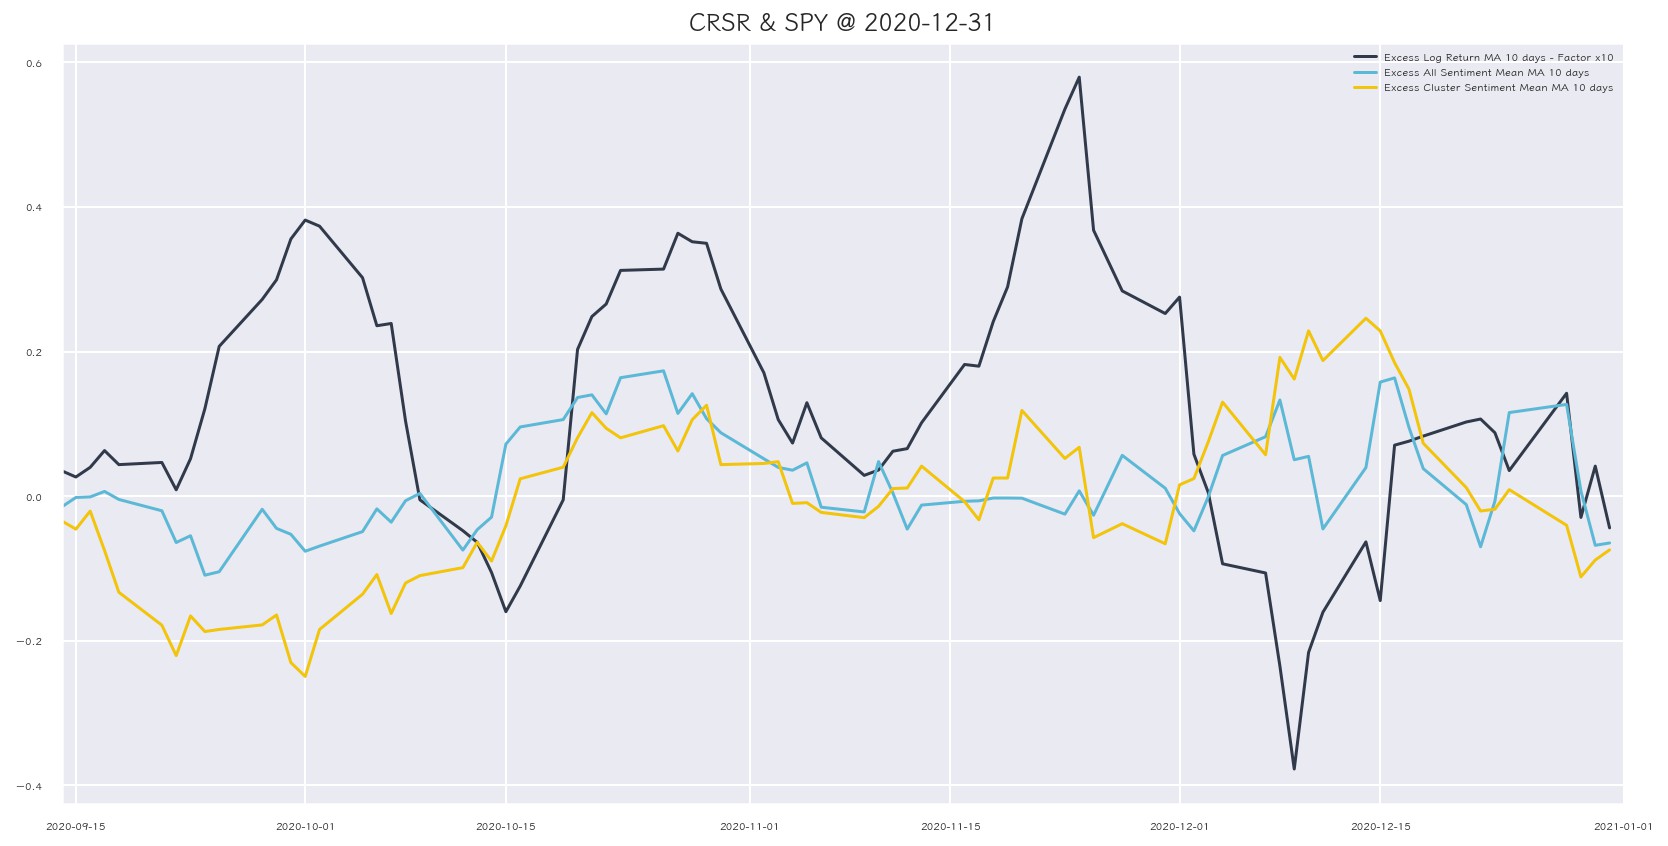 CRSR & SPY @ 2020-12-31
Excess Log Return MA 10 days - Factor x10
Excess All Sentiment Mean MA 10 days
Excess Cluster Sentiment Mean MA 10 days
0.6
0.4
0.2
0.0
−0.2
−0.4
2020-09-15 2020-10-01 2020-10-15 2020-11-01 2020-11-15 2020-12-01 2020-12-15 2021-01-01